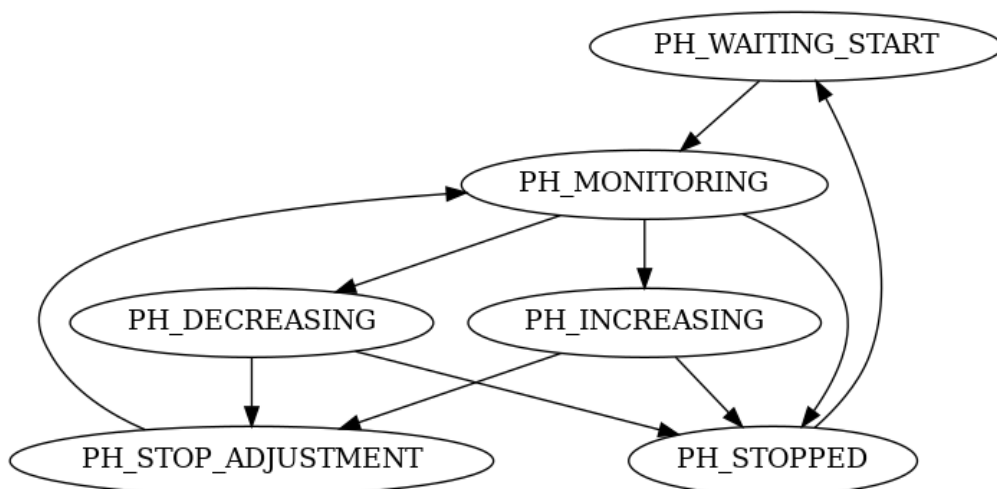 PH_WAITING_START
PH_MONITORING
PH_DECREASING
PH_INCREASING
PH_STOP_ADJUSTMENT
PH_STOPPED